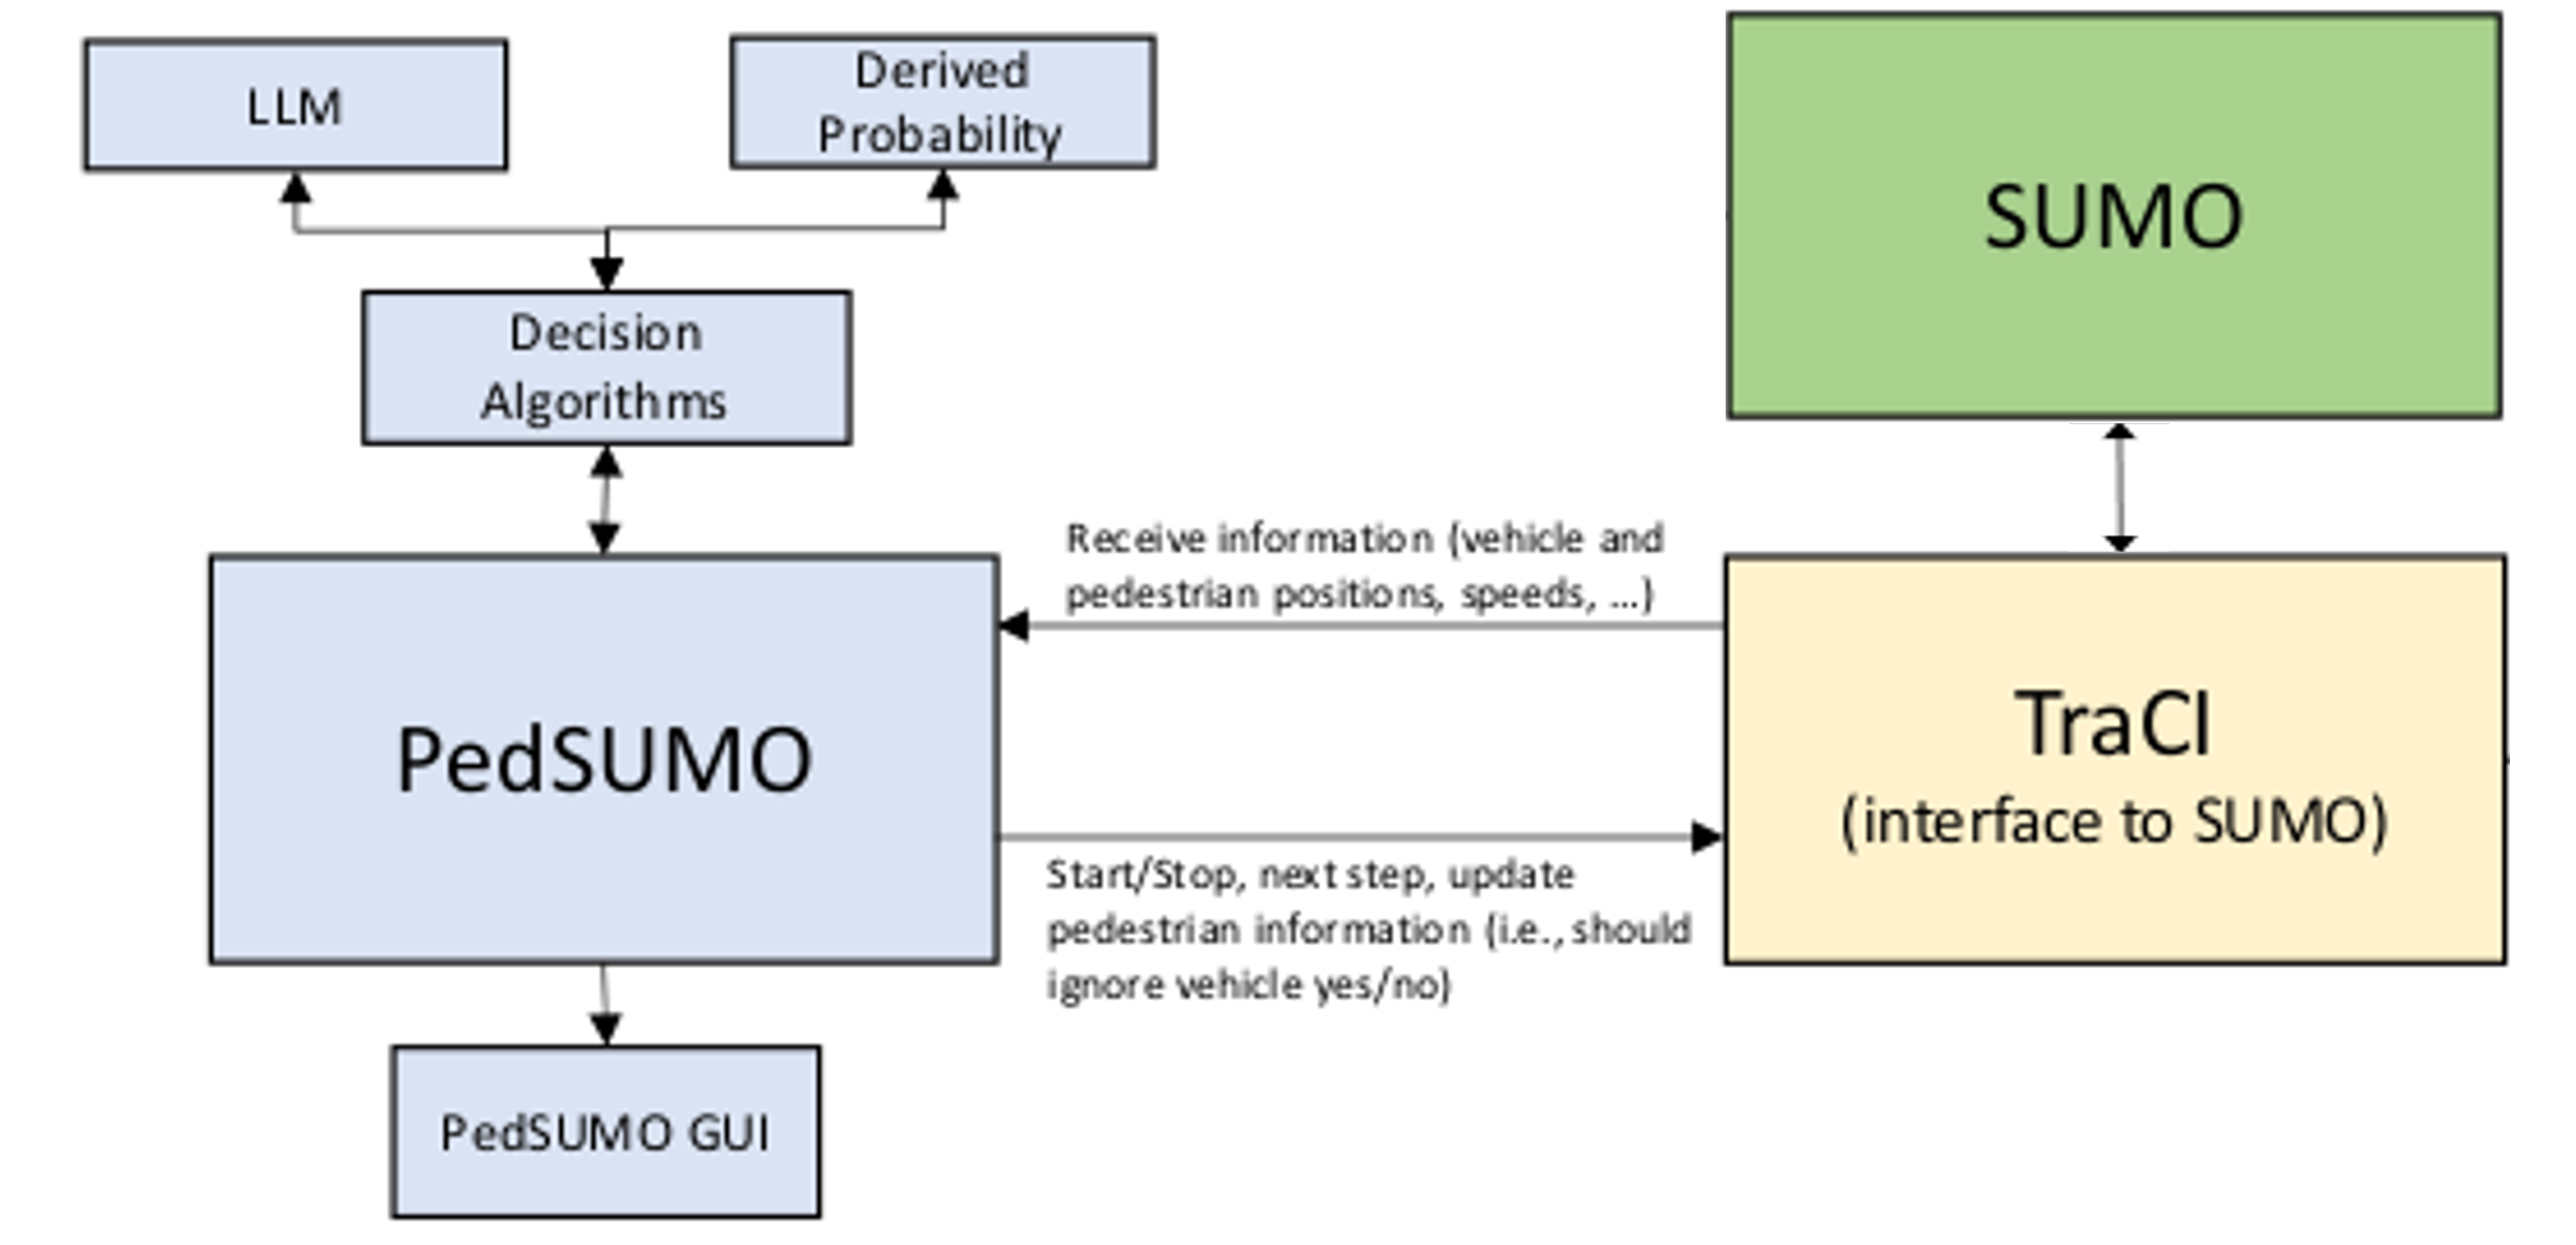 LLM
Derived
Probability
SUMO
Decision
Algorithms
Receive information (vehicle and
pedestrian positions, speeds, ...)
PedSUMO
TraCI
(interface to SUMO)
Start/Stop, next step, update
pedestrian information (i.e., should
ignore vehicle yes/no)
PedSUMO GUI